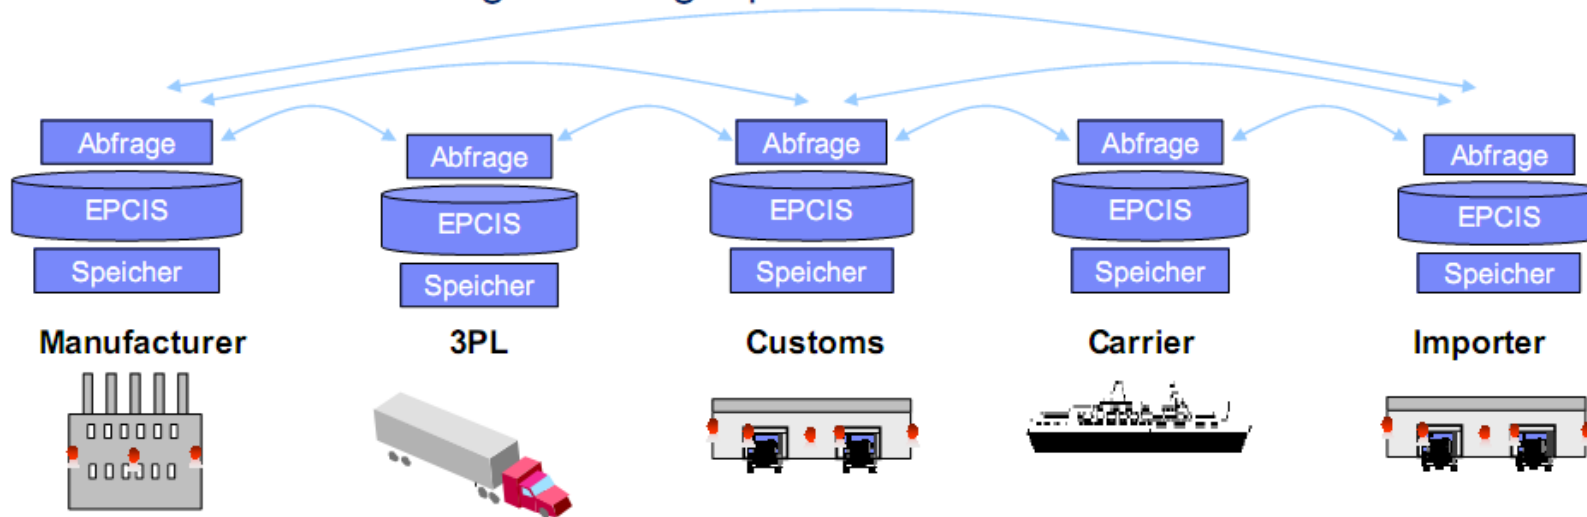 Abfrage
EPCIS
Speicher
Manufacturer
Abfrage
EPCIS
Speicher
3PL
Abfrage
EPCIS
Speicher
Customs
Abfrage
EPCIS
Speicher
Carrier
Abfrage
EPCIS
Speicher
Importer